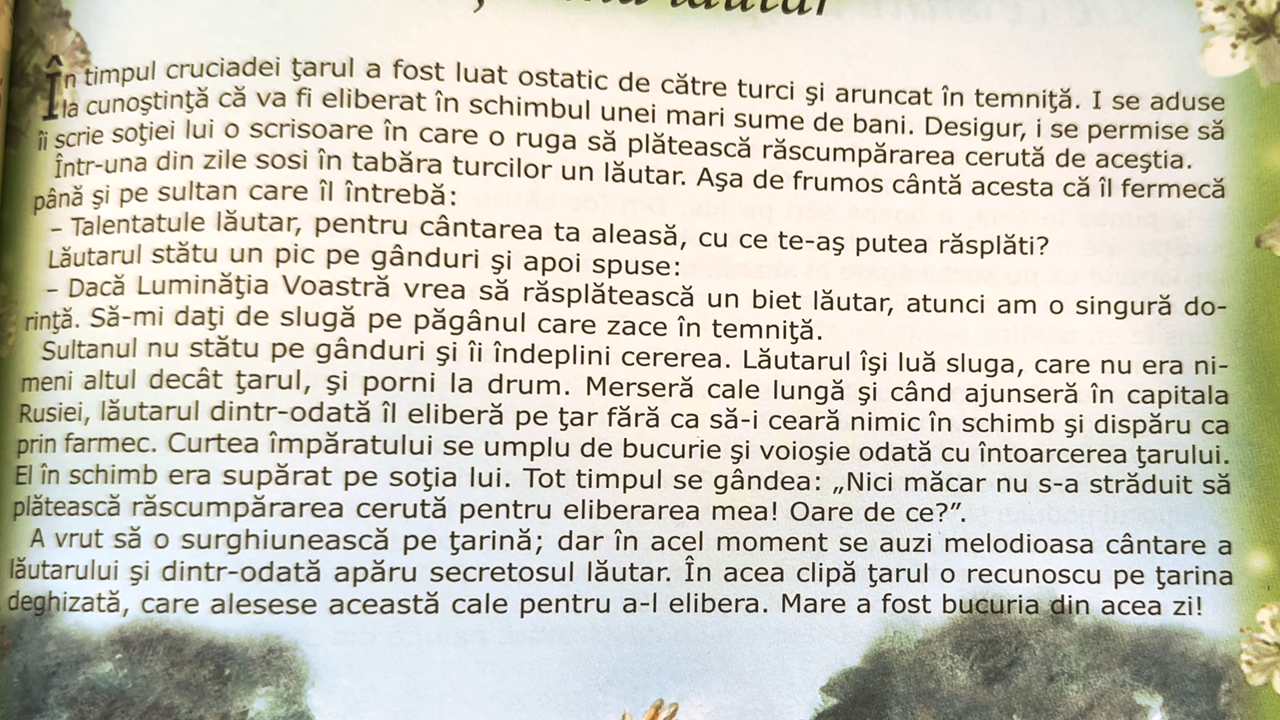 lăutar
În timpul cruciadei ţarul a fost luat ostatic de către turci şi aruncat în temniţă. I se aduse
la cunoştinţă că va fi eliberat în schimbul unei mari sume de bani. Desigur, i se permise să
îi scrie soţiei lui o scrisoare în care o ruga să plătească răscumpărarea cerută de aceştia.
Într-una din zile sosi în tabăra turcilor un lăutar. Aşa de frumos cântă acesta că îl fermecă
până şi pe sultan care îl întrebă:
– Talentatule lăutar, pentru cântarea ta aleasă, cu ce te-aş putea răsplăti?
Lăutarul stătu un pic pe gânduri şi apoi spuse:
– Dacă Luminăţia Voastră vrea să răsplătească un biet lăutar, atunci am o singură do-
rinţă. Să-mi daţi de slugă pe păgânul care zace în temniţă.
Sultanul nu stătu pe gânduri şi îi îndeplini cererea. Lăutarul îşi luă sluga, care nu era ni-
meni altul decât ţarul, şi porni la drum. Merseră cale lungă şi când ajunseră în capitala
Rusiei, lăutarul dintr-odată îl eliberă pe ţar fără ca să-i ceară nimic în schimb şi dispăru ca
prin farmec. Curtea împăratului se umplu de bucurie şi voioşie odată cu întoarcerea ţarului.
El în schimb era supărat pe soţia lui. Tot timpul se gândea: „Nici măcar nu s-a străduit să
plătească răscumpărarea cerută pentru eliberarea mea! Oare de ce?”.
A vrut să o surghiunească pe ţarină; dar în acel moment se auzi melodioasa cântare a
lăutarului şi dintr-odată apăru secretosul lăutar. În acea clipă ţarul o recunoscu pe ţarina
deghizată, care alesese această cale pentru a-l elibera. Mare a fost bucuria din acea zi!